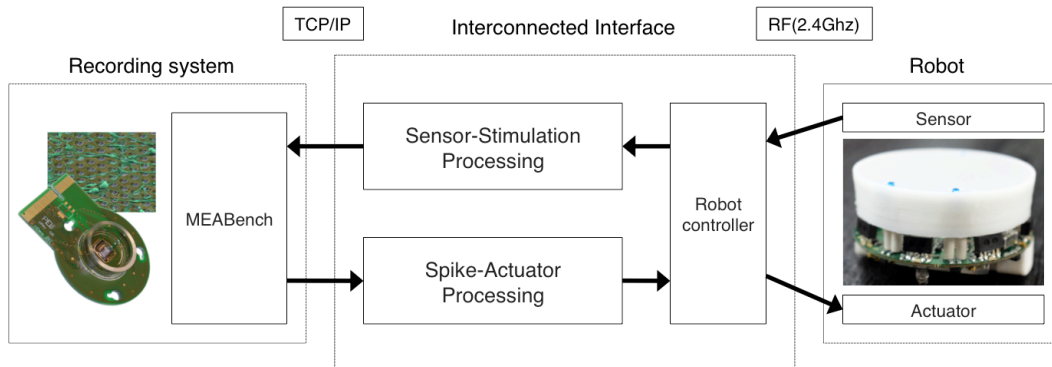 TCP/IP
Interconnected Interface
RF(2.4Ghz)
Recording system
Robot
MEABench
Sensor-Stimulation
Processing
Spike-Actuator
Processing
Robot
controller
Sensor
Actuator